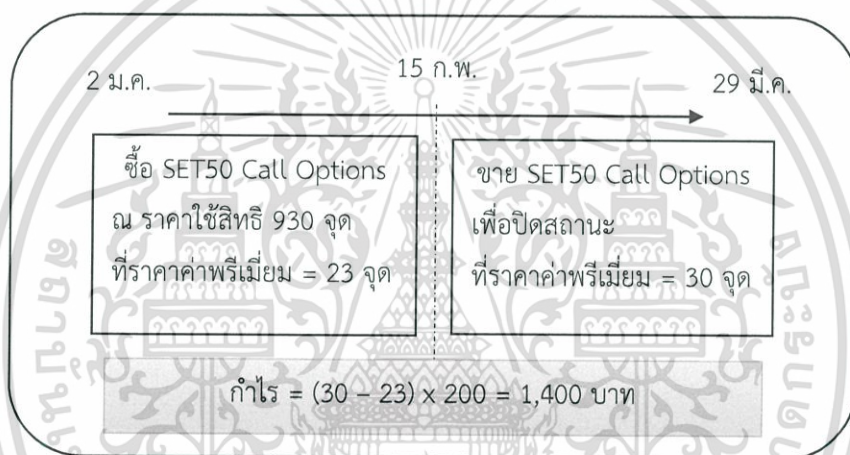 2 ม.ค.
15 ก.พ.
29 มี.ค.
ซื้อ SET50 Call Options
ณ ราคาใช้สิทธิ 930 จุด
ที่ราคาค่าพรีเมี่ยม = 23 จุด
ขาย SET50 Call Options
เพื่อปิดสถานะ
ที่ราคาค่าพรีเมี่ยม = 30 จุด
กำไร = (30 – 23) x 200 = 1,400 บาท